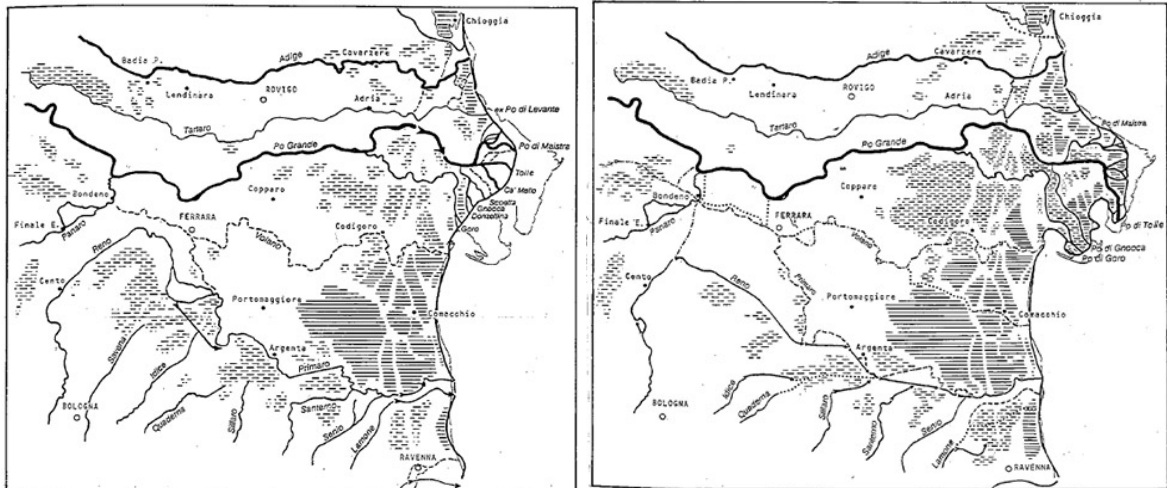 Chioggia
Cavarzere
Adige
Badia P.
Lendinara
ROVIGO
Adria
ex Po di Levante
Tartaro
Po di Maistra
Po Grande
Tolle
Ca' Mello
Scoetta
Gnocca
Donzellina
Goro
Copparo
Bondeno
Finale E.
Panaro
FERRARA
Volano
Codigoro
Reno
Cento
Portomaggiore
Comacchio
Savena
Idice
Argenta
Primaro
Quaderna
Sillaro
Santerno
Senio
Lamone
BOLOGNA
RAVENNA
Chioggia
Cavarzere
Adige
Badia P.
Lendinara
ROVIGO
Adria
Po di Maistra
Tartaro
Po Grande
Copparo
Bondeno
Finale E.
Panaro
FERRARA
Codigoro
Volano
Po di Tolle
Po di Gnocca
Po di Goro
Cento
Reno
Primaro
Portomaggiore
Comacchio
Argenta
Idice
Quaderna
Sillaro
Santerno
Senio
Lamone
BOLOGNA
RAVENNA